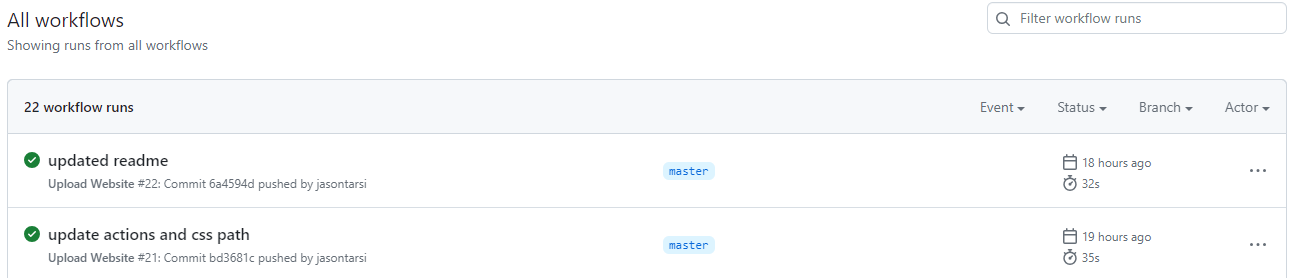 All workflows
Filter workflow runs
Showing runs from all workflows
22 workflow runs
Event Status Branch Actor
updated readme
master
18 hours ago
Upload Website #22: Commit 6a4594d pushed by jasontarsi
32s
update actions and css path
master
19 hours ago
Upload Website #21: Commit bd3681c pushed by jasontarsi
35s